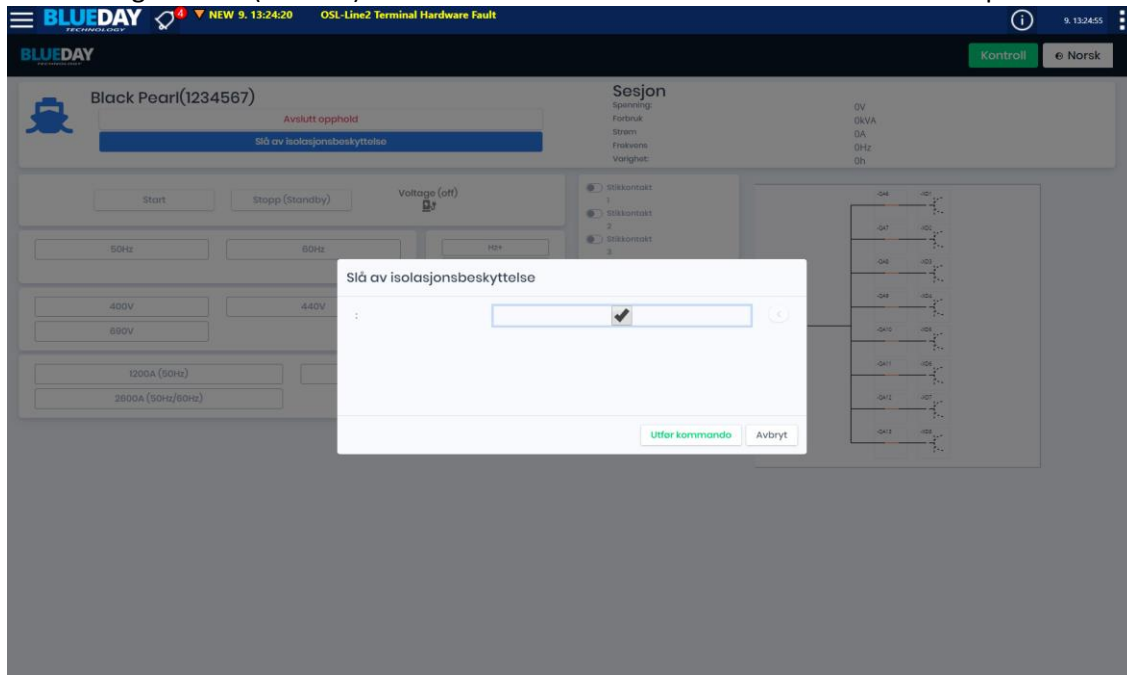 BLUEDAY
TECHNOLOGY
4
NEW 9. 13:24:20 OSL-Line2 Terminal Hardware Fault
9. 13:24:55
BLUEDAY
Kontroll
Norsk
Black Pearl(1234567)
Avslutt opphold
Slå av isolasjonsbeskyttelse
Sesjon
Spenning: 0V
Forbruk 0kVA
Strøm 0A
Frekvens 0Hz
Varighet: 0h
Start
Stopp (Standby)
Voltage (off)
Stikkontakt
1
Stikkontakt
2
Stikkontakt
3
50Hz
60Hz
H2+
400V
440V
690V
1200A (50Hz)
2600A (50Hz/60Hz)
Slå av isolasjonsbeskyttelse
:
Utfør kommando
Avbryt